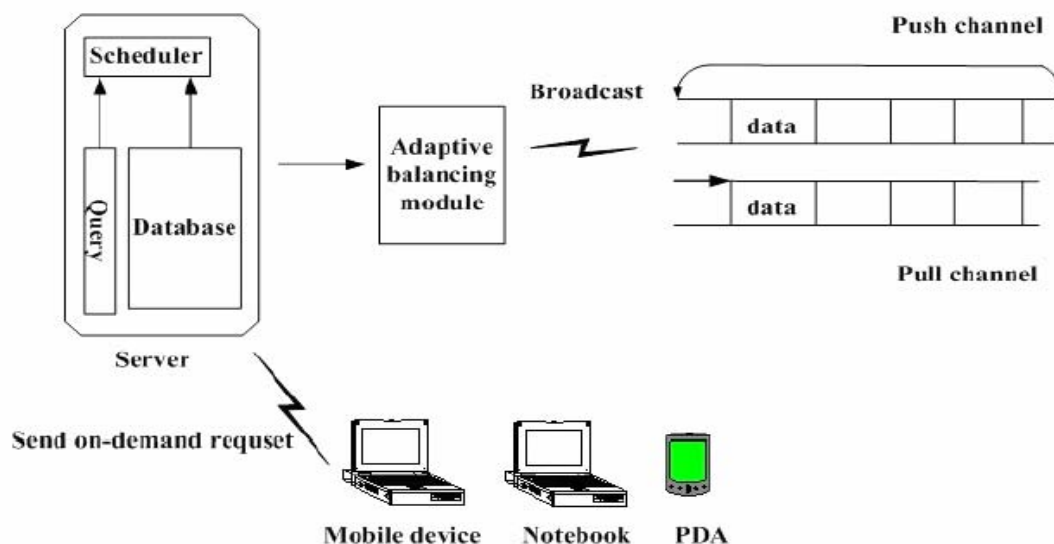 Push channel
Scheduler
Broadcast
data
Adaptive
balancing
module
Query
Database
data
Pull channel
Server
Send on-demand requset
Mobile device
Notebook
PDA